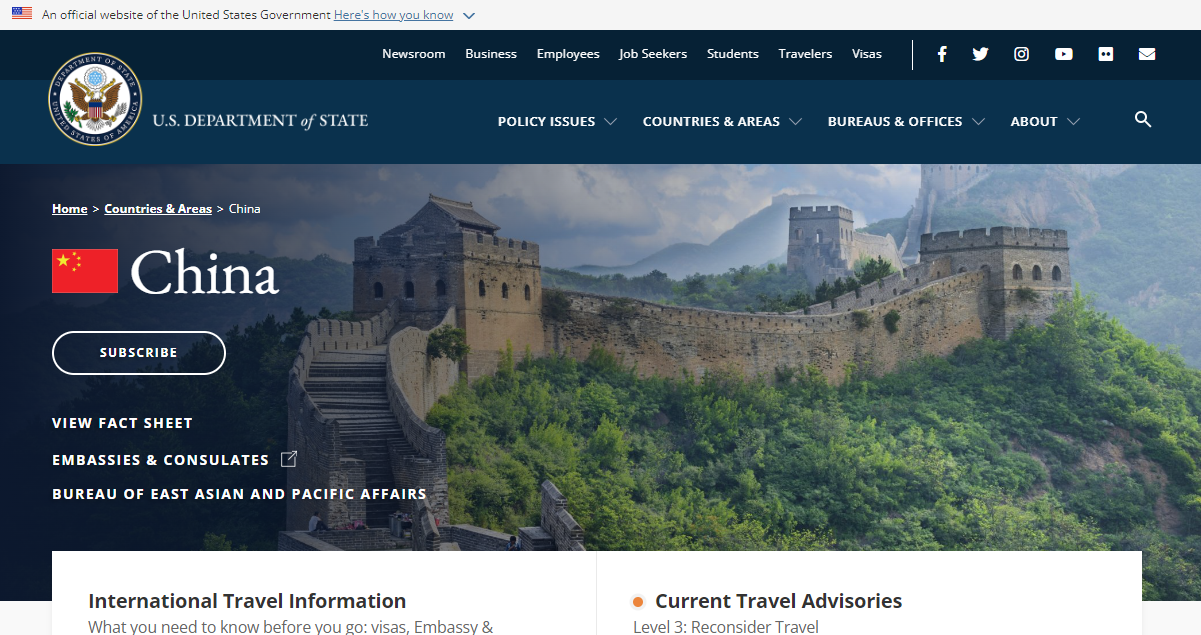 An official website of the United States Government Here's how you know
Newsroom Business Employees Job Seekers Students Travelers Visas
DEPARTMENT OF STATE
UNITED STATES OF AMERICA
U.S. DEPARTMENT of STATE
POLICY ISSUES COUNTRIES & AREAS BUREAUS & OFFICES ABOUT
Home > Countries & Areas > China
China
SUBSCRIBE
VIEW FACT SHEET
EMBASSIES & CONSULATES
BUREAU OF EAST ASIAN AND PACIFIC AFFAIRS
International Travel Information
What you need to know before you go: visas, Embassy &
Current Travel Advisories
Level 3: Reconsider Travel